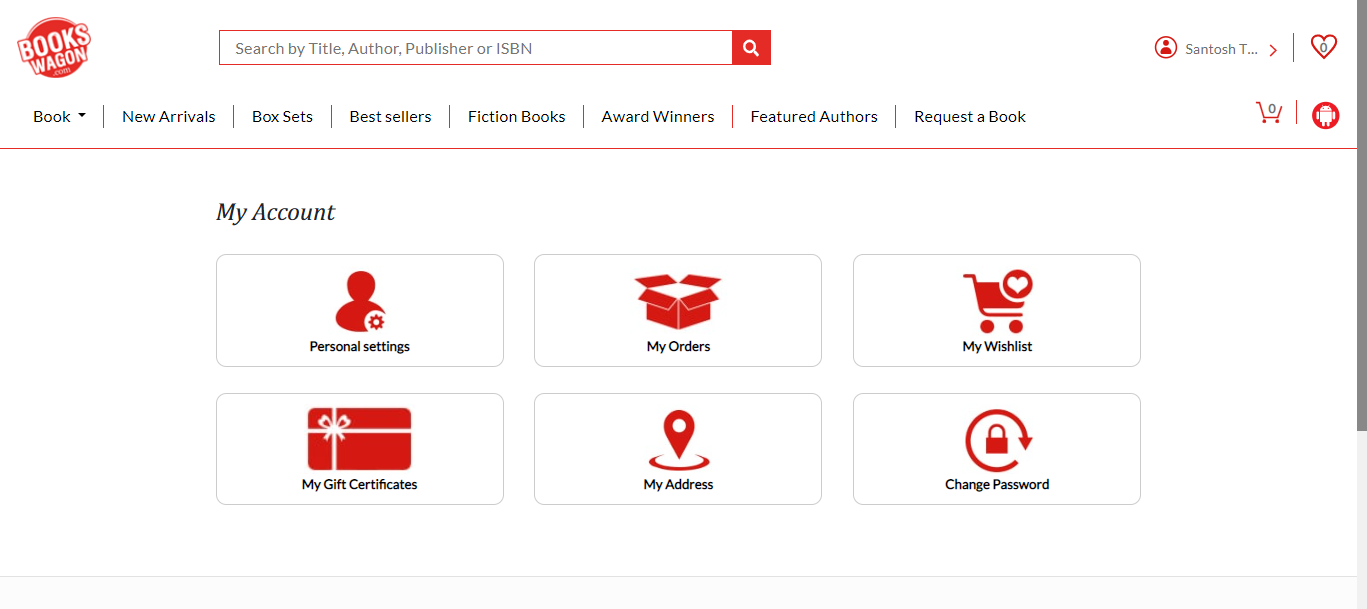 BOOKS
WAGON
.com
Search by Title, Author, Publisher or ISBN
Santosh T...
0
Book
New Arrivals
Box Sets
Best sellers
Fiction Books
Award Winners
Featured Authors
Request a Book
0
My Account
Personal settings
My Orders
My Wishlist
My Gift Certificates
My Address
Change Password